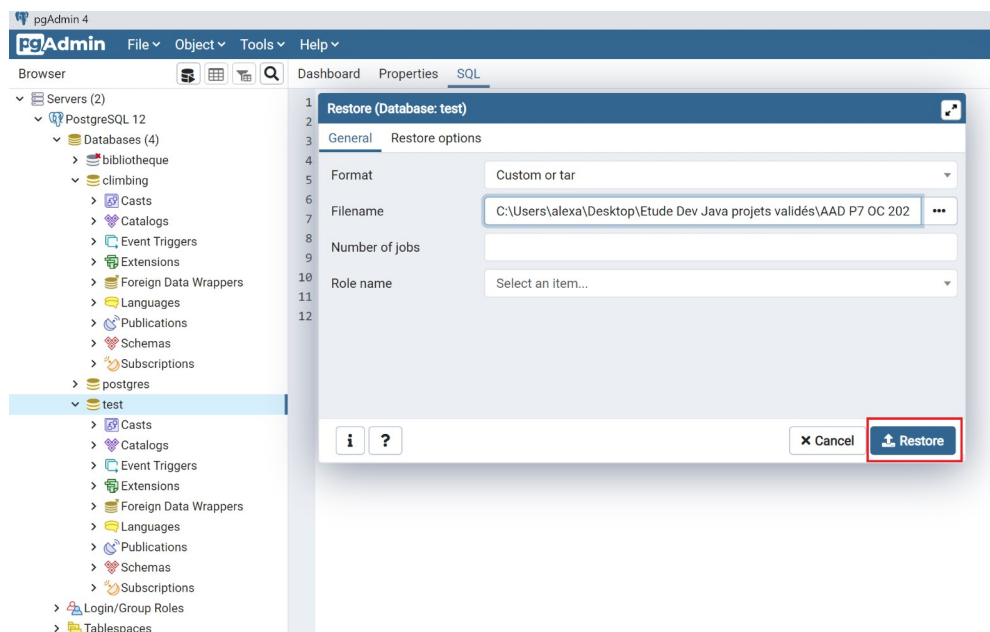 pgAdmin 4
pgAdmin File Object Tools Help
Browser
Dashboard Properties SQL
Servers (2)
PostgreSQL 12
Databases (4)
bibliotheque
climbing
Casts
Catalogs
Event Triggers
Extensions
Foreign Data Wrappers
Languages
Publications
Schemas
Subscriptions
postgres
test
Casts
Catalogs
Event Triggers
Extensions
Foreign Data Wrappers
Languages
Publications
Schemas
Subscriptions
Login/Group Roles
Tablespaces
1
2
3
4
5
6
7
8
9
10
11
12
Restore (Database: test)
General Restore options
Format Custom or tar
Filename C:\Users\alexa\Desktop\Etude Dev Java projets validés\AAD P7 OC 202
Number of jobs
Role name Select an item...
i ? Cancel Restore